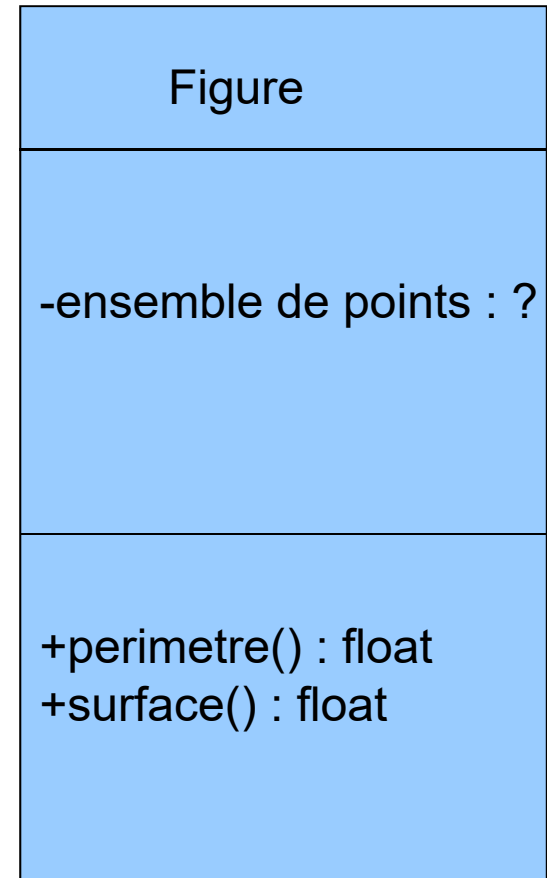 Figure
-ensemble de points : ?
+perimetre() : float
+surface() : float